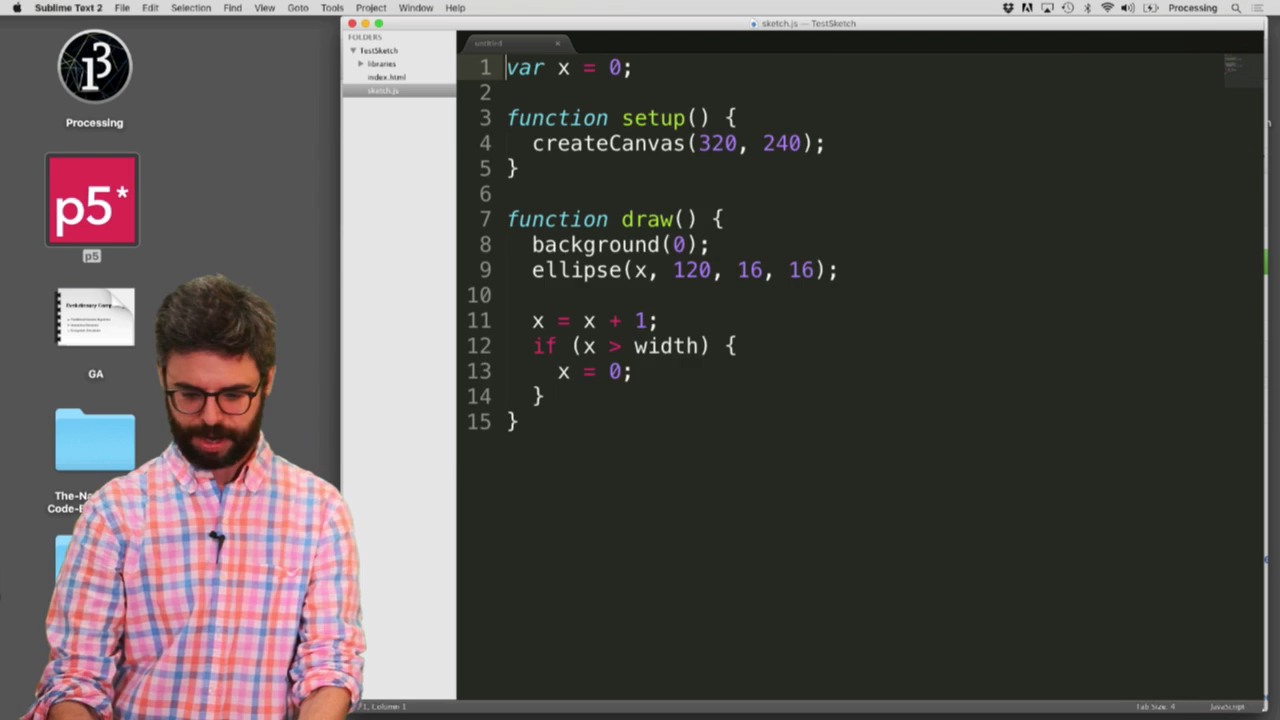 Sublime Text 2 File Edit Selection Find View Goto Tools Project Window Help Processing
sketch.js — TestSketch
Processing
p5*
p5
GA
FOLDERS
TestSketch
libraries
index.html
sketch.js
untitled
1 var x = 0;
2
3 function setup() {
4 createCanvas(320, 240);
5 }
6
7 function draw() {
8 background(0);
9 ellipse(x, 120, 16, 16);
10
11 x = x + 1;
12 if (x > width) {
13 x = 0;
14 }
15 }
Column 1
Tab Size: 4
JavaScript